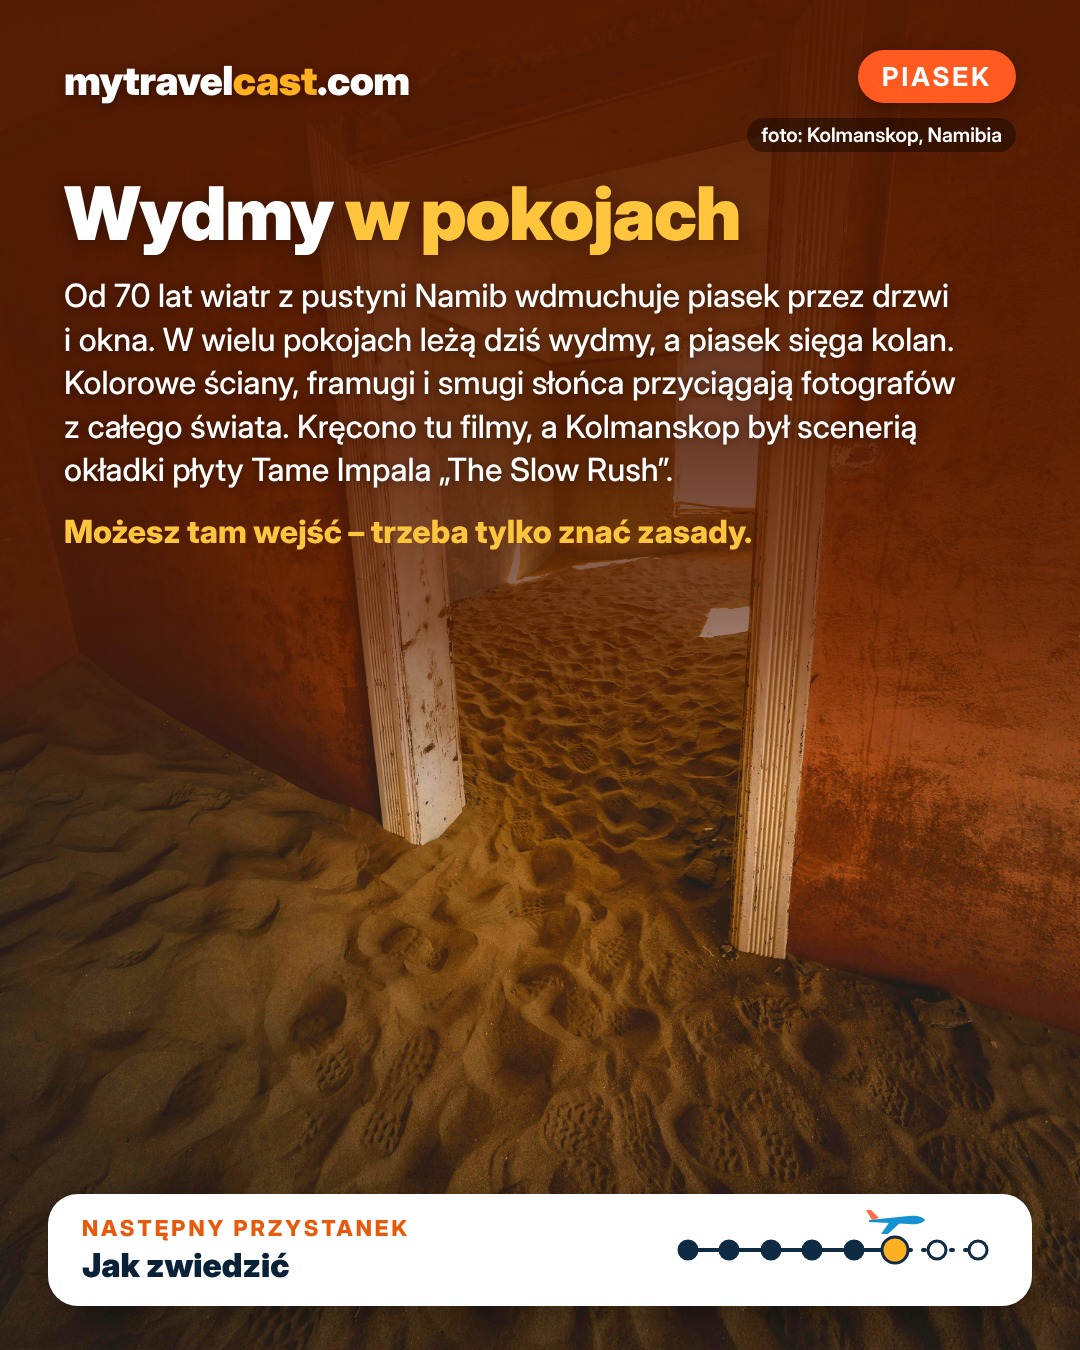 mytravelcast.com
PIASEK
foto: Kolmanskop, Namibia
Wydmy w pokojach
Od 70 lat wiatr z pustyni Namib wdmuchuje piasek przez drzwi
i okna. W wielu pokojach leżą dziś wydmy, a piasek sięga kolan.
Kolorowe ściany, framugi i smugi słońca przyciągają fotografów
z całego świata. Kręcono tu filmy, a Kolmanskop był scenerią
okładki płyty Tame Impala „The Slow Rush”.
Możesz tam wejść – trzeba tylko znać zasady.
NASTĘPNY PRZYSTANEK
Jak zwiedzić